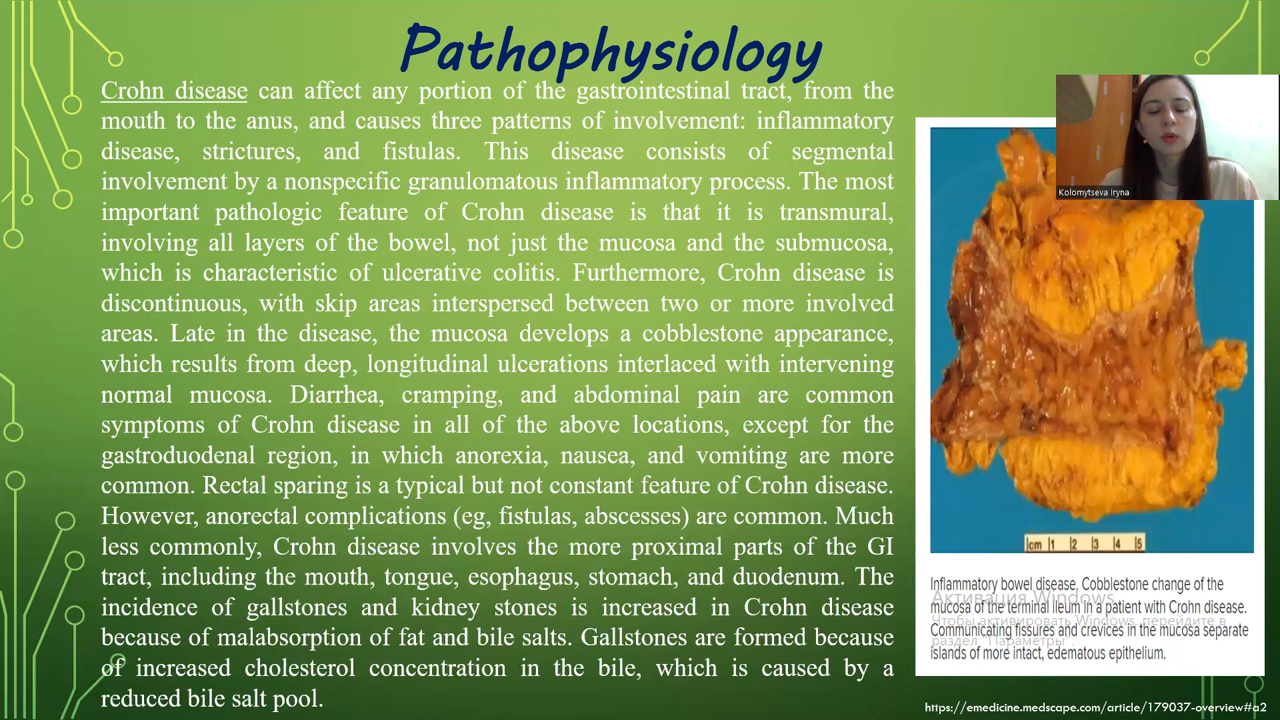 Pathophysiology
Crohn disease can affect any portion of the gastrointestinal tract, from the
mouth to the anus, and causes three patterns of involvement: inflammatory
disease, strictures, and fistulas. This disease consists of segmental
involvement by a nonspecific granulomatous inflammatory process. The most
important pathologic feature of Crohn disease is that it is transmural,
involving all layers of the bowel, not just the mucosa and the submucosa,
which is characteristic of ulcerative colitis. Furthermore, Crohn disease is
discontinuous, with skip areas interspersed between two or more involved
areas. Late in the disease, the mucosa develops a cobblestone appearance,
which results from deep, longitudinal ulcerations interlaced with intervening
normal mucosa. Diarrhea, cramping, and abdominal pain are common
symptoms of Crohn disease in all of the above locations, except for the
gastroduodenal region, in which anorexia, nausea, and vomiting are more
common. Rectal sparing is a typical but not constant feature of Crohn disease.
However, anorectal complications (eg, fistulas, abscesses) are common. Much
less commonly, Crohn disease involves the more proximal parts of the GI
tract, including the mouth, tongue, esophagus, stomach, and duodenum. The
incidence of gallstones and kidney stones is increased in Crohn disease
because of malabsorption of fat and bile salts. Gallstones are formed because
of increased cholesterol concentration in the bile, which is caused by a
reduced bile salt pool.
Kolomytseva Iryna
cm 1 2 3 4 5
Inflammatory bowel disease. Cobblestone change of the
mucosa of the terminal ileum in a patient with Crohn disease.
Communicating fissures and crevices in the mucosa separate
islands of more intact, edematous epithelium.
Активация Windows
Чтобы активировать Windows, перейдите в
раздел "Параметры".
https://emedicine.medscape.com/article/179037-overview#a2